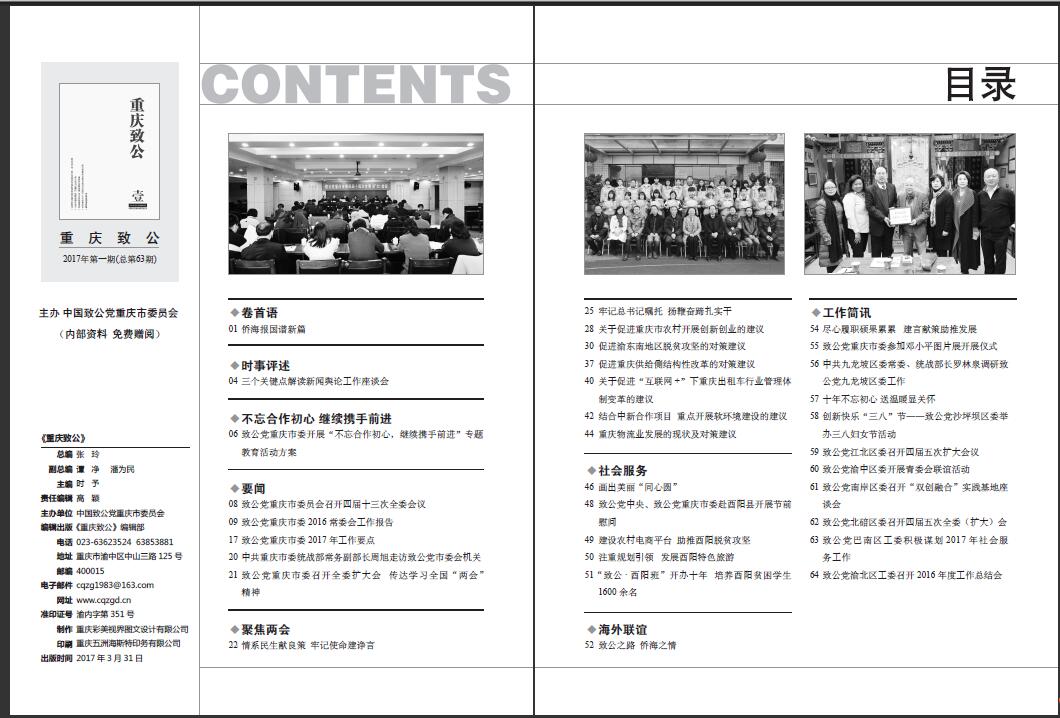 重庆致公
壹
重 庆 致 公
2017年第一期(总第63期)
主办 中国致公党重庆市委员会
（内部资料 免费赠阅）
《重庆致公》
总编 张 玲
副总编 谭 净 潘为民
主编 时 予
责任编辑 高 颖
主办单位 中国致公党重庆市委员会
编辑出版 《重庆致公》编辑部
电话 023-63623524 63853881
地址 重庆市渝中区中山三路 125 号
邮编 400015
电子邮件 cqzg1983@163.com
网址 www.cqzgd.cn
准印证号 渝内字第 351 号
制作 重庆彩美视界图文设计有限公司
印刷 重庆五洲海斯特印务有限公司
出版时间 2017 年 3 月 31 日
CONTENTS
◆卷首语
01 侨海报国谱新篇
◆时事评述
04 三个关键点解读新闻舆论工作座谈会
◆不忘合作初心 继续携手前进
06 致公党重庆市委开展“不忘合作初心，继续携手前进”专题
教育活动方案
◆要闻
08 致公党重庆市委员会召开四届十三次全委会议
09 致公党重庆市委 2016 常委会工作报告
17 致公党重庆市委 2017 年工作要点
20 中共重庆市委统战部常务副部长周旭走访致公党市委会机关
21 致公党重庆市委召开全委扩大会 传达学习全国“两会”
精神
◆聚焦两会
22 情系民生献良策 牢记使命建诤言
目录
25 牢记总书记嘱托 扬鞭奋蹄扎实干
28 关于促进重庆市农村开展创新创业的建议
30 促进渝东南地区脱贫攻坚的对策建议
37 促进重庆供给侧结构性改革的对策建议
40 关于促进“互联网 +”下重庆出租车行业管理体
制变革的建议
42 结合中新合作项目 重点开展软环境建设的建议
44 重庆物流业发展的现状及对策建议
◆社会服务
46 画出美丽“同心圆”
48 致公党中央、致公党重庆市委赴酉阳县开展节前
慰问
49 建设农村电商平台 助推酉阳脱贫攻坚
50 注重规划引领 发展酉阳特色旅游
51 “致公·酉阳班”开办十年 培养酉阳贫困学生
1600 余名
◆海外联谊
52 致公之路 侨海之情
◆工作简讯
54 尽心履职硕果累累 建言献策助推发展
55 致公党重庆市委参加邓小平图片展开展仪式
56 中共九龙坡区委常委、统战部长罗林泉调研致
公党九龙坡区委工作
57 十年不忘初心 送温暖显关怀
58 创新快乐“三八”节——致公党沙坪坝区委举
办三八妇女节活动
59 致公党江北区委召开四届五次扩大会议
60 致公党渝中区委开展青委会联谊活动
61 致公党南岸区委召开“双创融合”实践基地座
谈会
62 致公党北碚区委召开四届五次全委（扩大）会
63 致公党巴南区工委积极谋划 2017 年社会服
务工作
64 致公党渝北区工委召开 2016 年度工作总结会